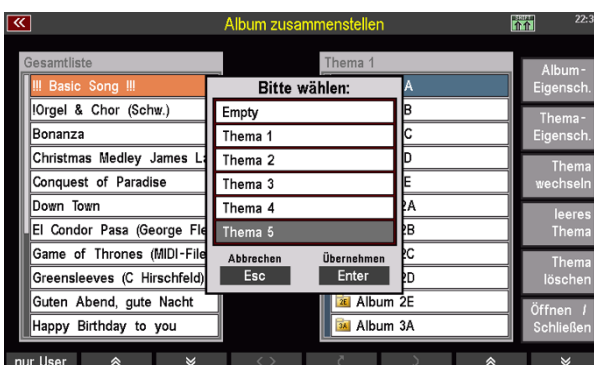 Album zusammenstellen
22:3
Gesamtliste
Thema 1
!!! Basic Song !!!
!Orgel & Chor (Schw.)
Bonanza
Christmas Medley James L
Conquest of Paradise
Down Town
El Condor Pasa (George Fle
Game of Thrones (MIDI-File
Greensleeves (C Hirschfeld)
Guten Abend, gute Nacht
Happy Birthday to you
Bitte wählen:
Empty
Thema 1
Thema 2
Thema 3
Thema 4
Thema 5
Abbrechen
Esc
Übernehmen
Enter
A
B
C
D
E
2A
2B
2C
2D
2E Album 2E
3A Album 3A
Album-
Eigensch.
Thema-
Eigensch.
Thema
wechseln
leeres
Thema
Thema
löschen
Öffnen /
Schließen
nur User